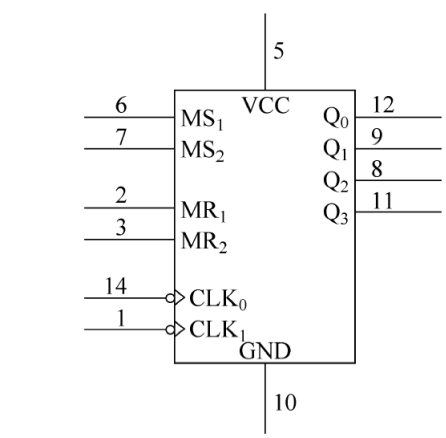 5
VCC
6 MS₁ Q₀ 12
7 MS₂ Q₁ 9
Q₂ 8
2 MR₁ Q₃ 11
3 MR₂
14 CLK₀
1 CLK₁
GND
10